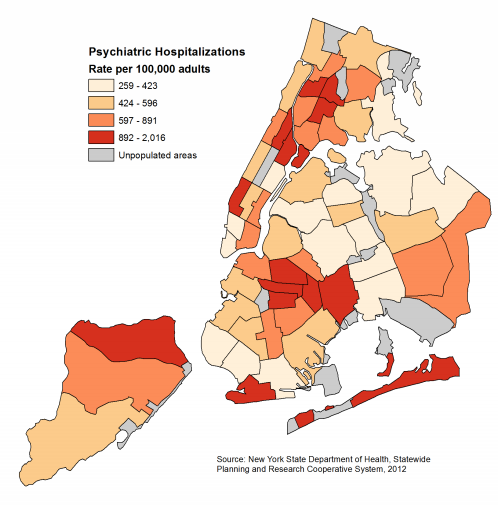 Psychiatric Hospitalizations
Rate per 100,000 adults
259 - 423
424 - 596
597 - 891
892 - 2,016
Unpopulated areas
Source: New York State Department of Health, Statewide
Planning and Research Cooperative System, 2012